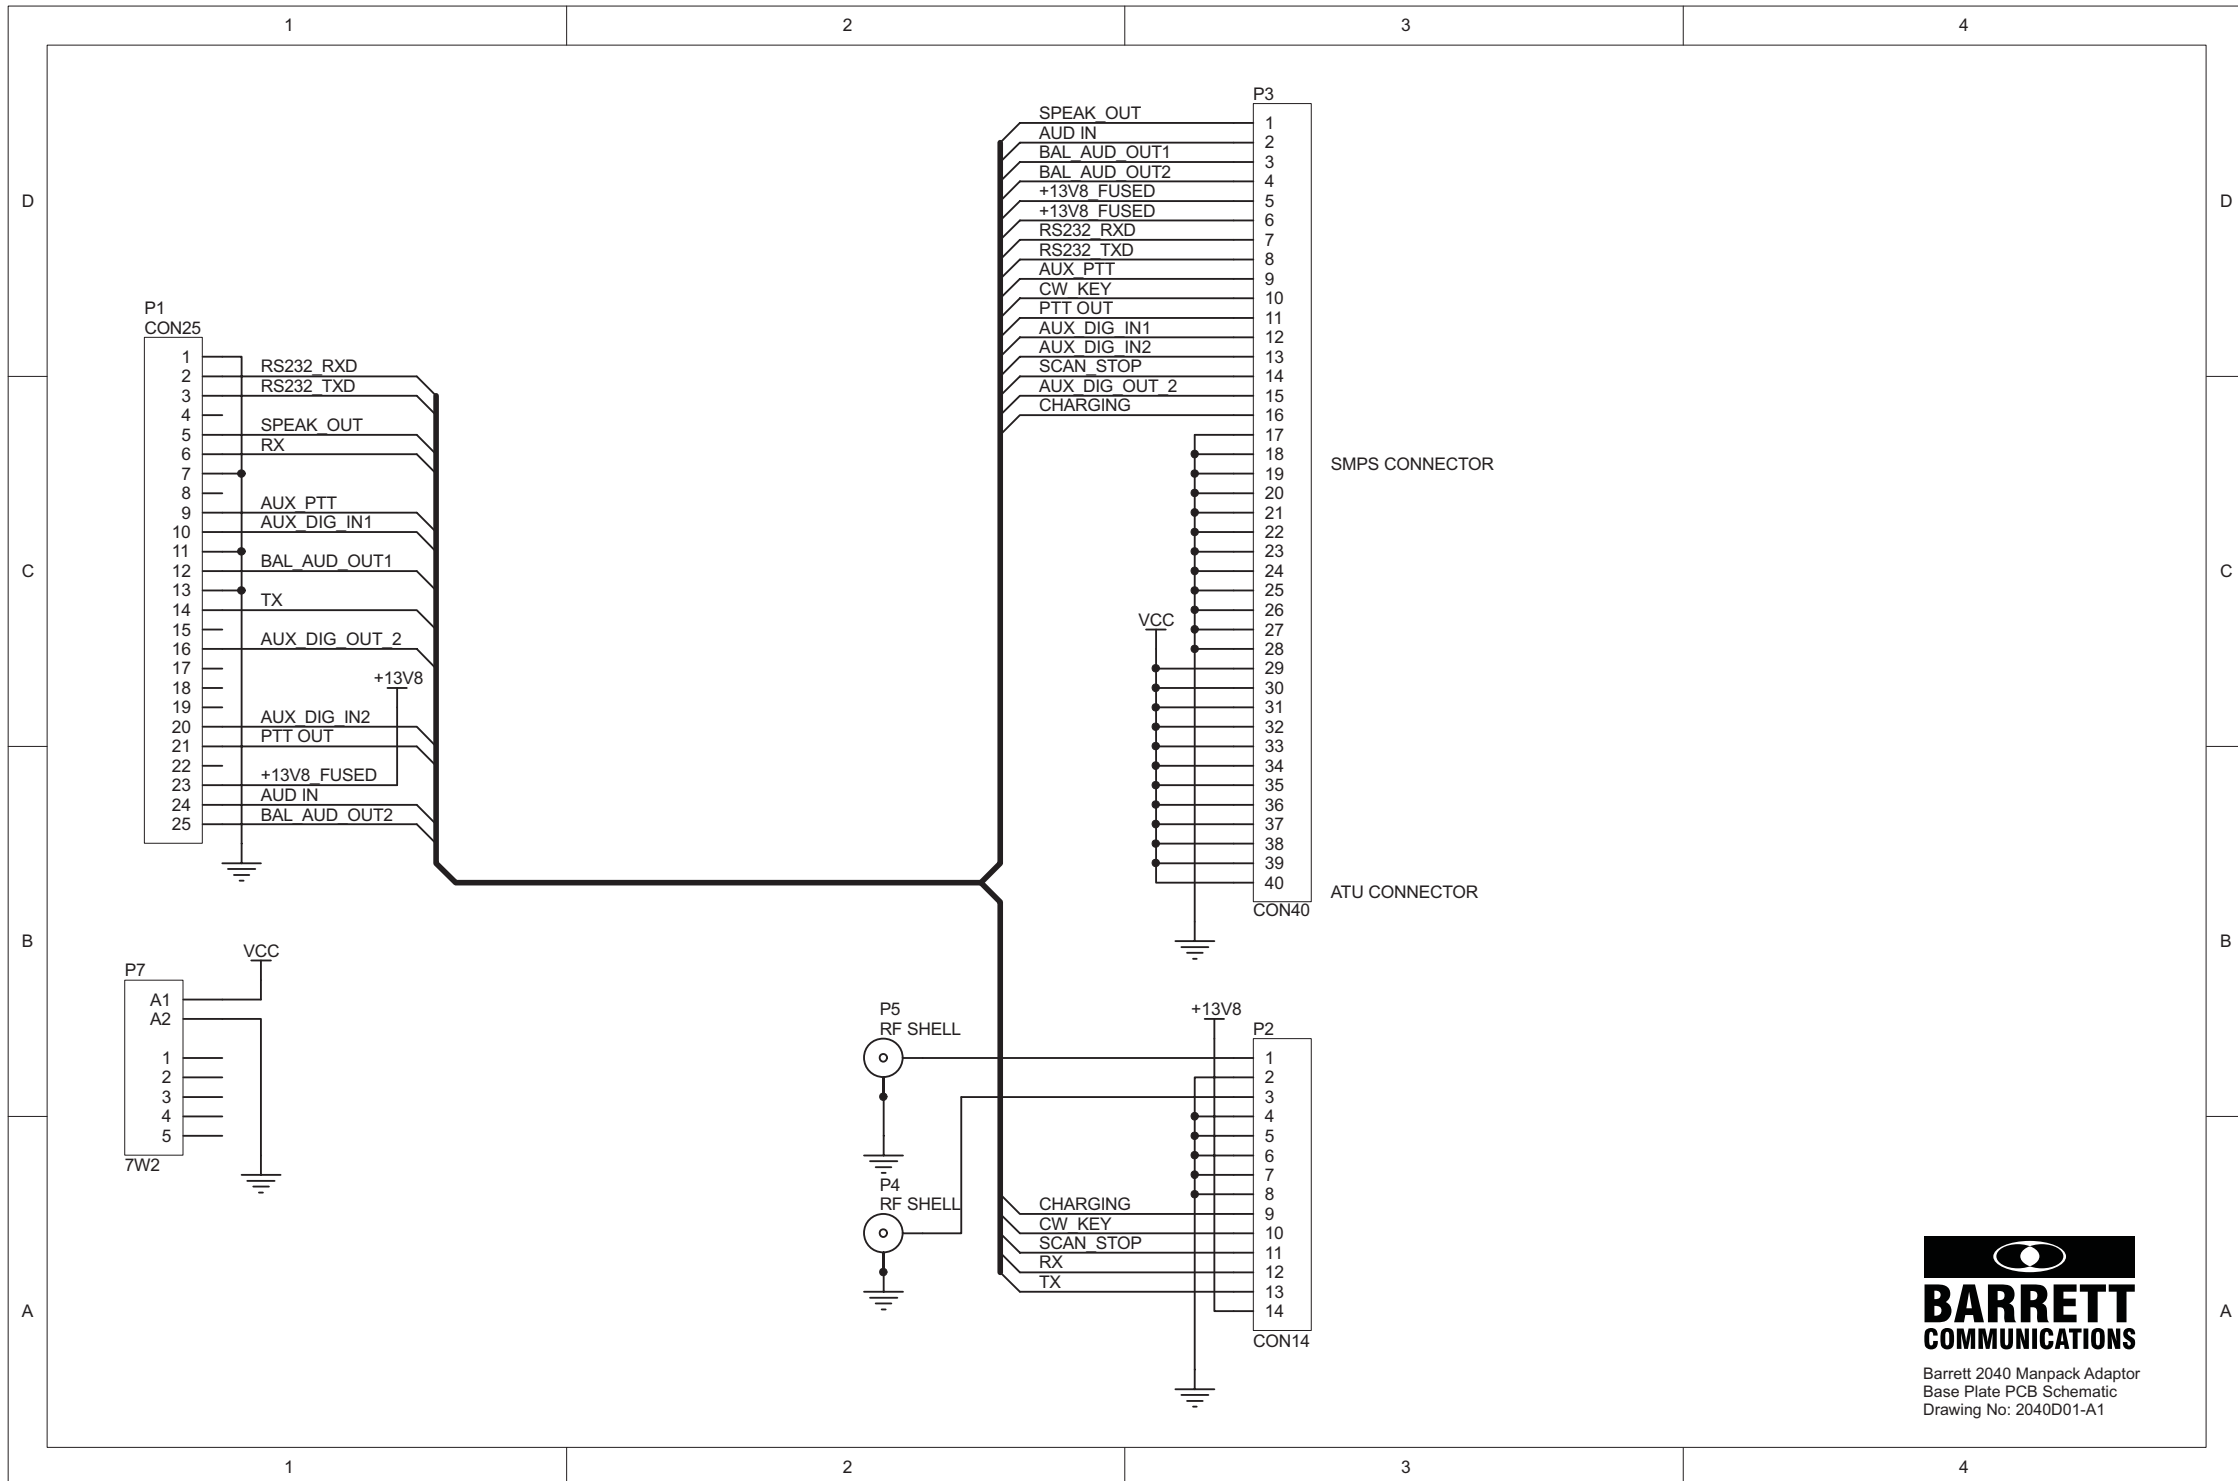 1 2 3 4
D
C
B
A
P1
CON25
1
2 RS232_RXD
3 RS232_TXD
4
5 SPEAK_OUT
6 RX
7
8
9 AUX_PTT
10 AUX_DIG_IN1
11
12 BAL_AUD_OUT1
13
14 TX
15
16 AUX_DIG_OUT_2
17
18
19
+13V8
20 AUX_DIG_IN2
21 PTT OUT
22
23 +13V8_FUSED
24 AUD IN
25 BAL_AUD_OUT2
P7
VCC
A1
A2
1
2
3
4
5
7W2
P3
SPEAK_OUT 1
AUD IN 2
BAL_AUD_OUT1 3
BAL_AUD_OUT2 4
+13V8_FUSED 5
+13V8_FUSED 6
RS232_RXD 7
RS232_TXD 8
AUX_PTT 9
CW_KEY 10
PTT OUT 11
AUX_DIG_IN1 12
AUX_DIG_IN2 13
SCAN_STOP 14
AUX_DIG_OUT_2 15
CHARGING 16
17
18
SMPS CONNECTOR
19
20
21
22
23
24
25
26
VCC
27
28
29
30
31
32
33
34
35
36
37
38
39
40
CON40
ATU CONNECTOR
P5
RF SHELL
P4
RF SHELL
+13V8
P2
1
2
3
4
5
6
7
8
CHARGING 9
CW_KEY 10
SCAN_STOP 11
RX 12
TX 13
14
CON14
BARRETT
COMMUNICATIONS
Barrett 2040 Manpack Adaptor
Base Plate PCB Schematic
Drawing No: 2040D01-A1
D
C
B
A
1 2 3 4